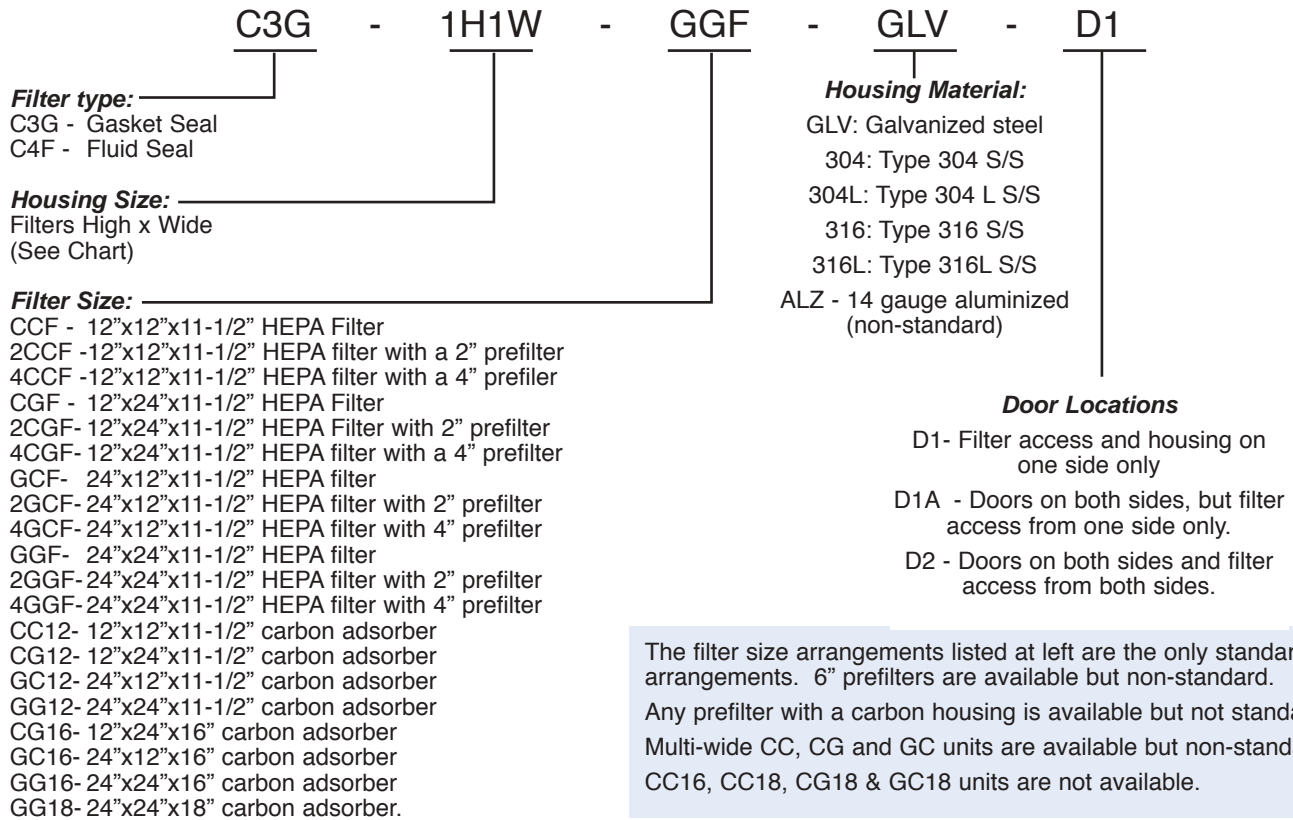 C3G - 1H1W - GGF - GLV - D1
Filter type:
C3G - Gasket Seal
C4F - Fluid Seal
Housing Size:
Filters High x Wide
(See Chart)
Filter Size:
CCF - 12”x12”x11-1/2” HEPA Filter
2CCF -12”x12”x11-1/2” HEPA filter with a 2” prefilter
4CCF -12”x12”x11-1/2” HEPA filter with a 4” prefiler
CGF - 12”x24”x11-1/2” HEPA Filter
2CGF- 12”x24”x11-1/2” HEPA Filter with 2” prefilter
4CGF- 12”x24”x11-1/2” HEPA filter with a 4” prefilter
GCF- 24”x12”x11-1/2” HEPA filter
2GCF- 24”x12”x11-1/2” HEPA filter with 2” prefilter
4GCF- 24”x12”x11-1/2” HEPA filter with 4” prefilter
GGF- 24”x24”x11-1/2” HEPA filter
2GGF- 24”x24”x11-1/2” HEPA filter with 2” prefilter
4GGF- 24”x24”x11-1/2” HEPA filter with 4” prefilter
CC12- 12”x12”x11-1/2” carbon adsorber
CG12- 12”x24”x11-1/2” carbon adsorber
GC12- 24”x12”x11-1/2” carbon adsorber
GG12- 24”x24”x11-1/2” carbon adsorber
CG16- 12”x24”x16” carbon adsorber
GC16- 24”x12”x16” carbon adsorber
GG16- 24”x24”x16” carbon adsorber
GG18- 24”x24”x18” carbon adsorber.
Housing Material:
GLV: Galvanized steel
304: Type 304 S/S
304L: Type 304 L S/S
316: Type 316 S/S
316L: Type 316L S/S
ALZ - 14 gauge aluminized
(non-standard)
Door Locations
D1- Filter access and housing on
one side only
D1A - Doors on both sides, but filter
access from one side only.
D2 - Doors on both sides and filter
access from both sides.
The filter size arrangements listed at left are the only standar
arrangements. 6” prefilters are available but non-standard.
Any prefilter with a carbon housing is available but not standa
Multi-wide CC, CG and GC units are available but non-stand
CC16, CC18, CG18 & GC18 units are not available.